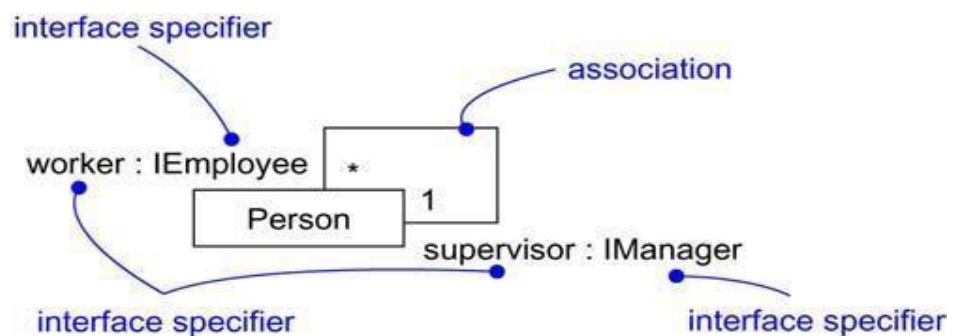 interface specifier
association
worker : IEmployee
*
1
Person
supervisor : IManager
interface specifier
interface specifier